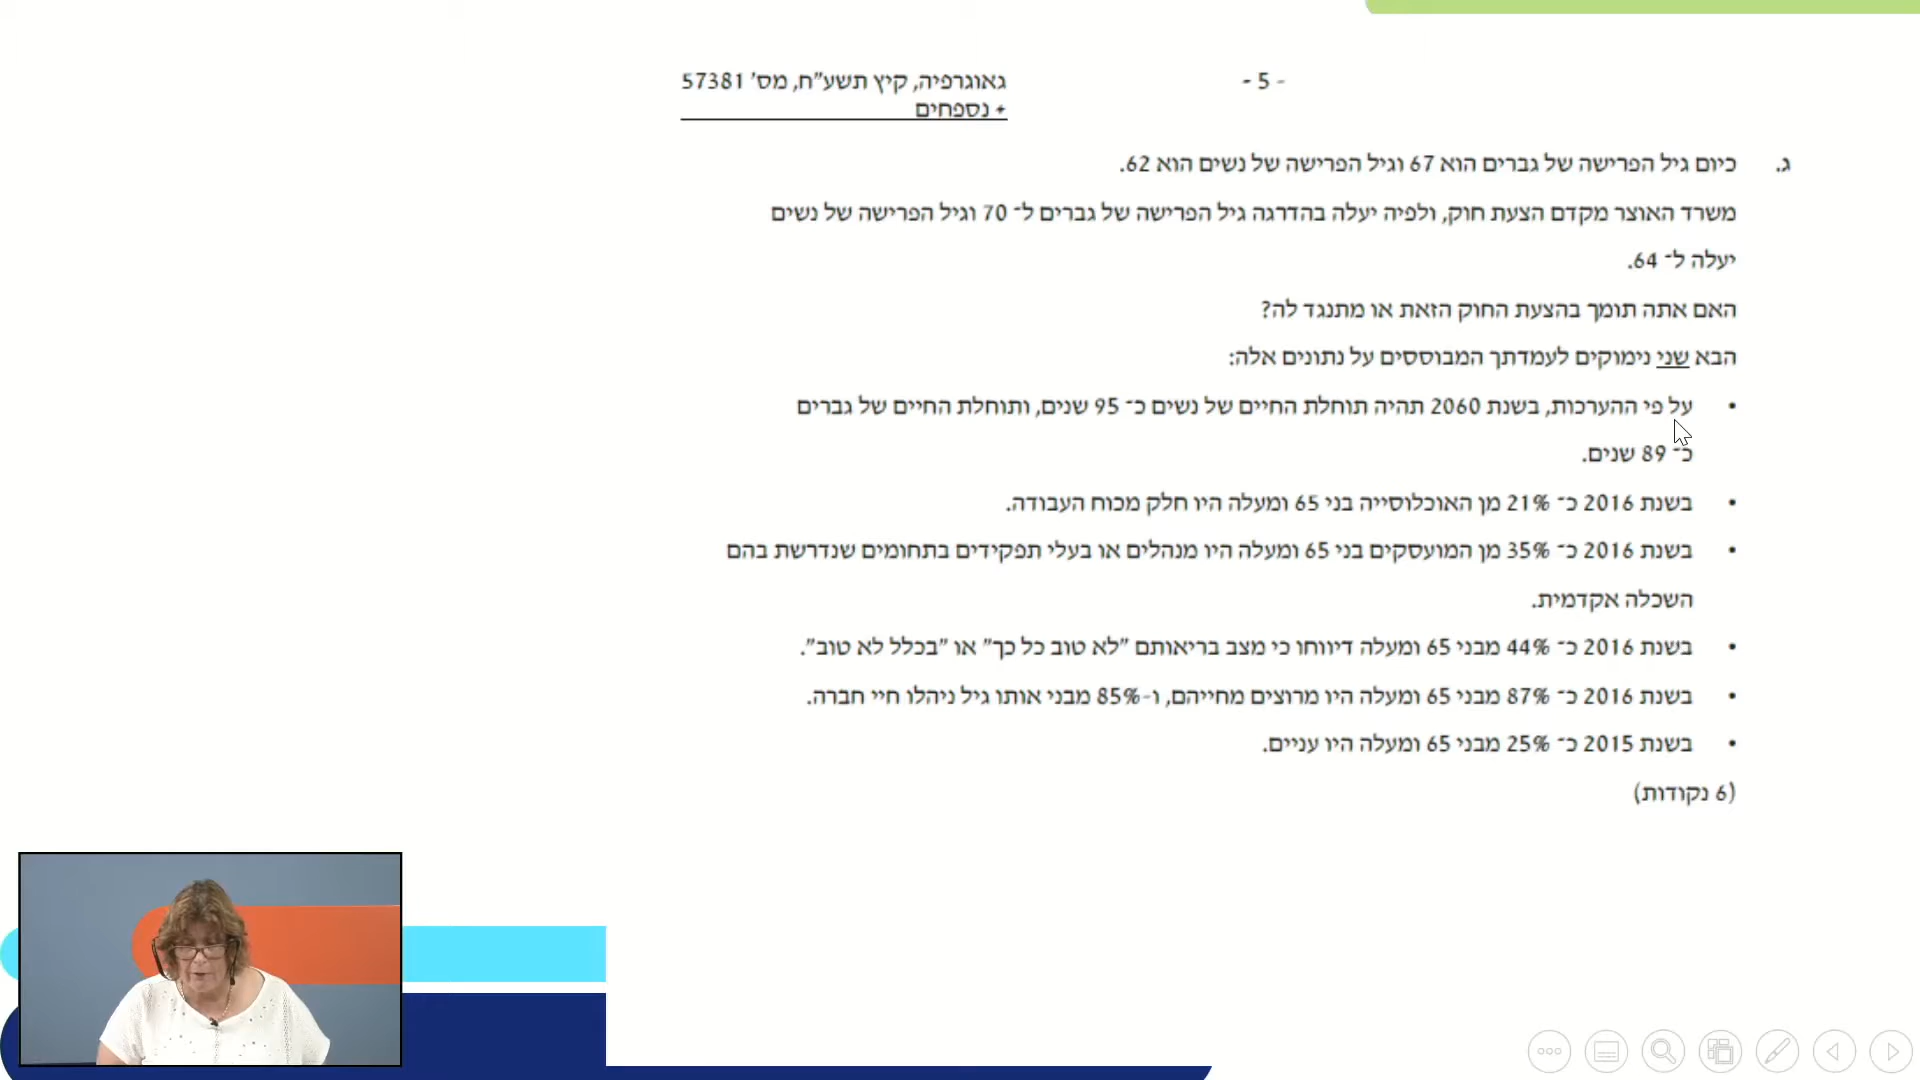 - 5 -
גאוגרפיה, קיץ תשע"ח, מס' 57381
+ נספחים
ג. כיום גיל הפרישה של גברים הוא 67 וגיל הפרישה של נשים הוא 62.
משרד האוצר מקדם הצעת חוק, ולפיה יעלה בהדרגה גיל הפרישה של גברים ל־ 70 וגיל הפרישה של נשים
יעלה ל־ 64.
האם אתה תומך בהצעת החוק הזאת או מתנגד לה?
הבא שני נימוקים לעמדתך המבוססים על נתונים אלה:
• על פי ההערכות, בשנת 2060 תהיה תוחלת החיים של נשים כ־ 95 שנים, ותוחלת החיים של גברים
כ־ 89 שנים.
• בשנת 2016 כ־ 21% מן האוכלוסייה בני 65 ומעלה היו חלק מכוח העבודה.
• בשנת 2016 כ־ 35% מן המועסקים בני 65 ומעלה היו מנהלים או בעלי תפקידים בתחומים שנדרשת בהם
השכלה אקדמית.
• בשנת 2016 כ־ 44% מבני 65 ומעלה דיווחו כי מצב בריאותם "לא טוב כל כך" או "בכלל לא טוב".
• בשנת 2016 כ־ 87% מבני 65 ומעלה היו מרוצים מחייהם, ו-85% מבני אותו גיל ניהלו חיי חברה.
• בשנת 2015 כ־ 25% מבני 65 ומעלה היו עניים.
(6 נקודות)